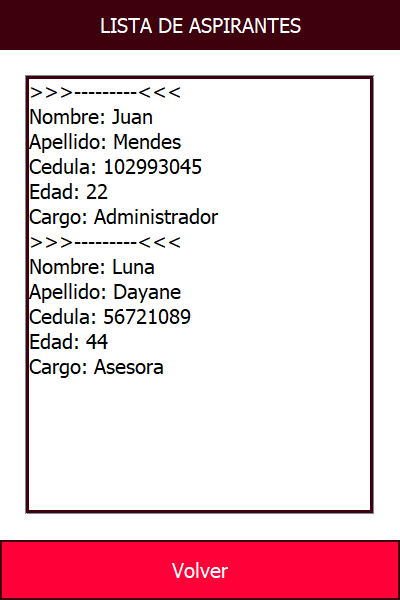 LISTA DE ASPIRANTES
>>>---------<<<
Nombre: Juan
Apellido: Mendes
Cedula: 102993045
Edad: 22
Cargo: Administrador
>>>---------<<<
Nombre: Luna
Apellido: Dayane
Cedula: 56721089
Edad: 44
Cargo: Asesora
Volver